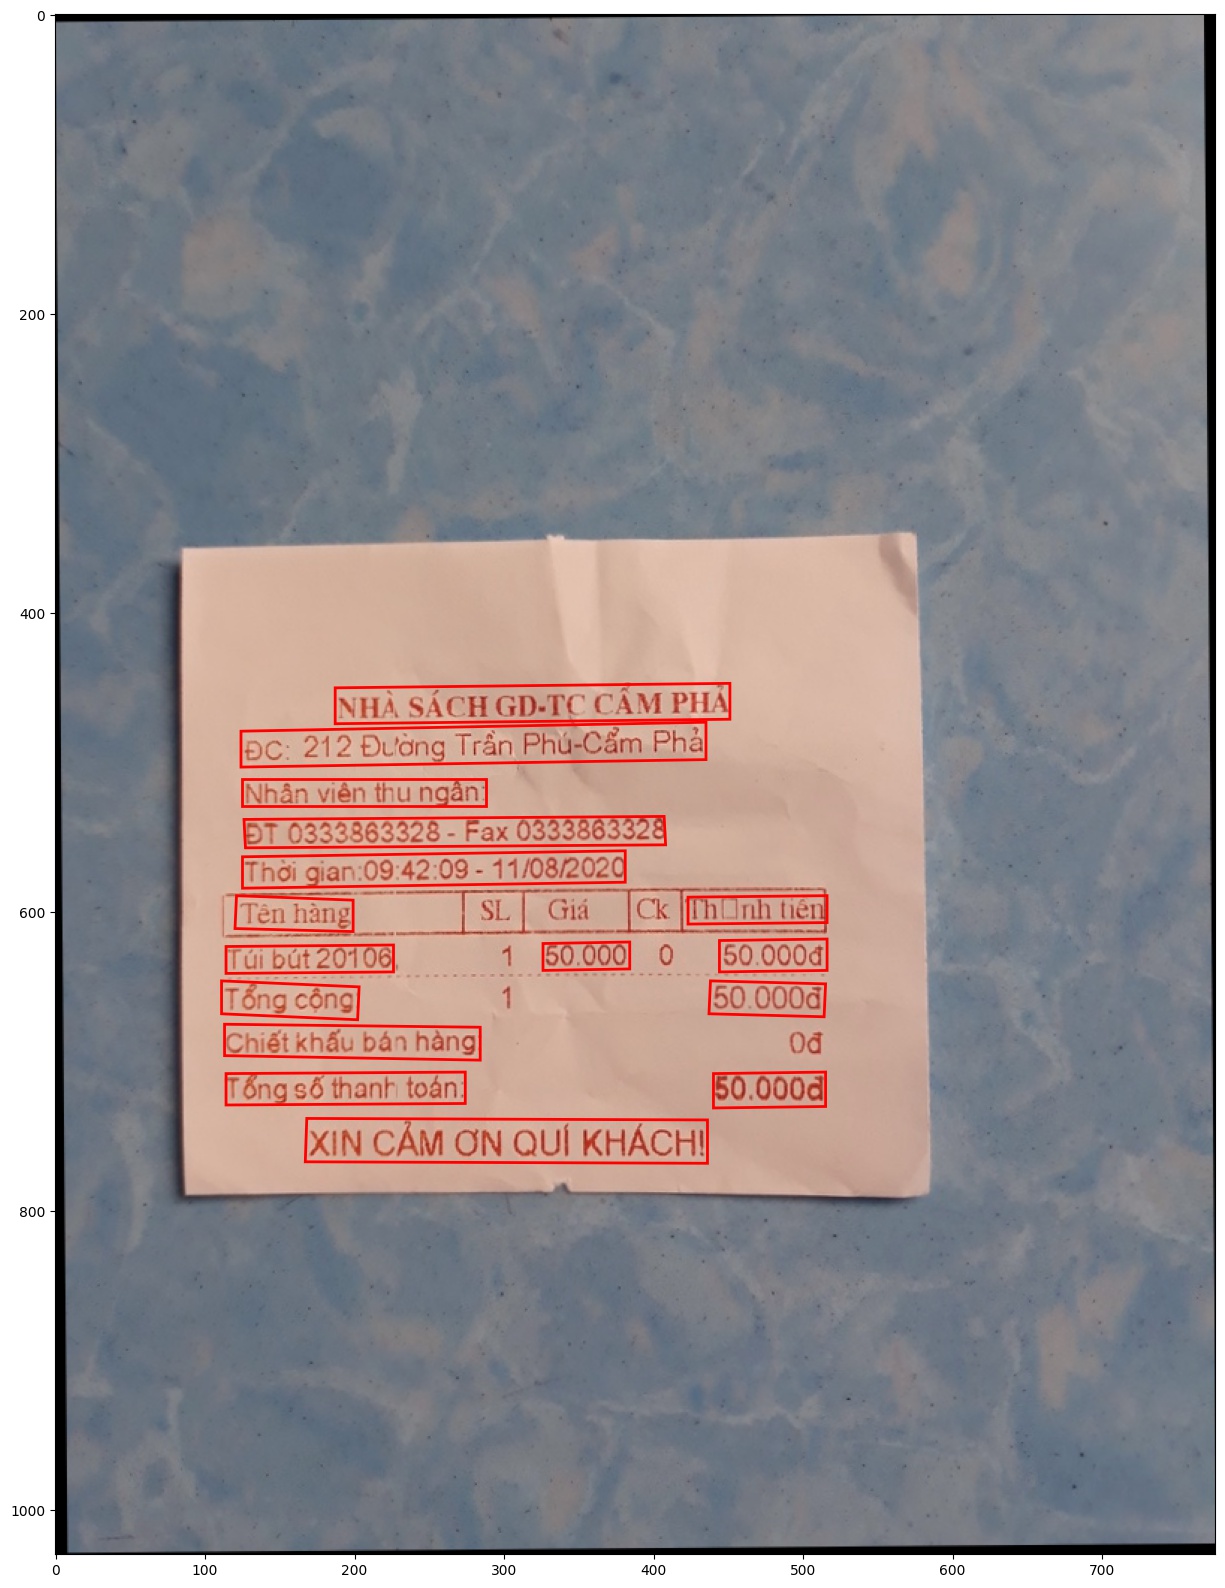 NHÀ SÁCH GD-TC CẨM PHẢ
ĐC: 212 Đường Trần Phú-Cẩm Phả
Nhân viên thu ngân:
ĐT 0333863328 - Fax 0333863328
Thời gian:09:42:09 - 11/08/2020
Tên hàng SL Giá Ck Th□nh tiền
Túi bút 20106, 1 50.000 0 50.000đ
Tổng cộng 1 50.000đ
Chiết khấu bán hàng 0đ
Tổng số thanh toán: 50.000đ
XIN CẢM ƠN QUÍ KHÁCH!
0
200
400
600
800
1000
0 100 200 300 400 500 600 700